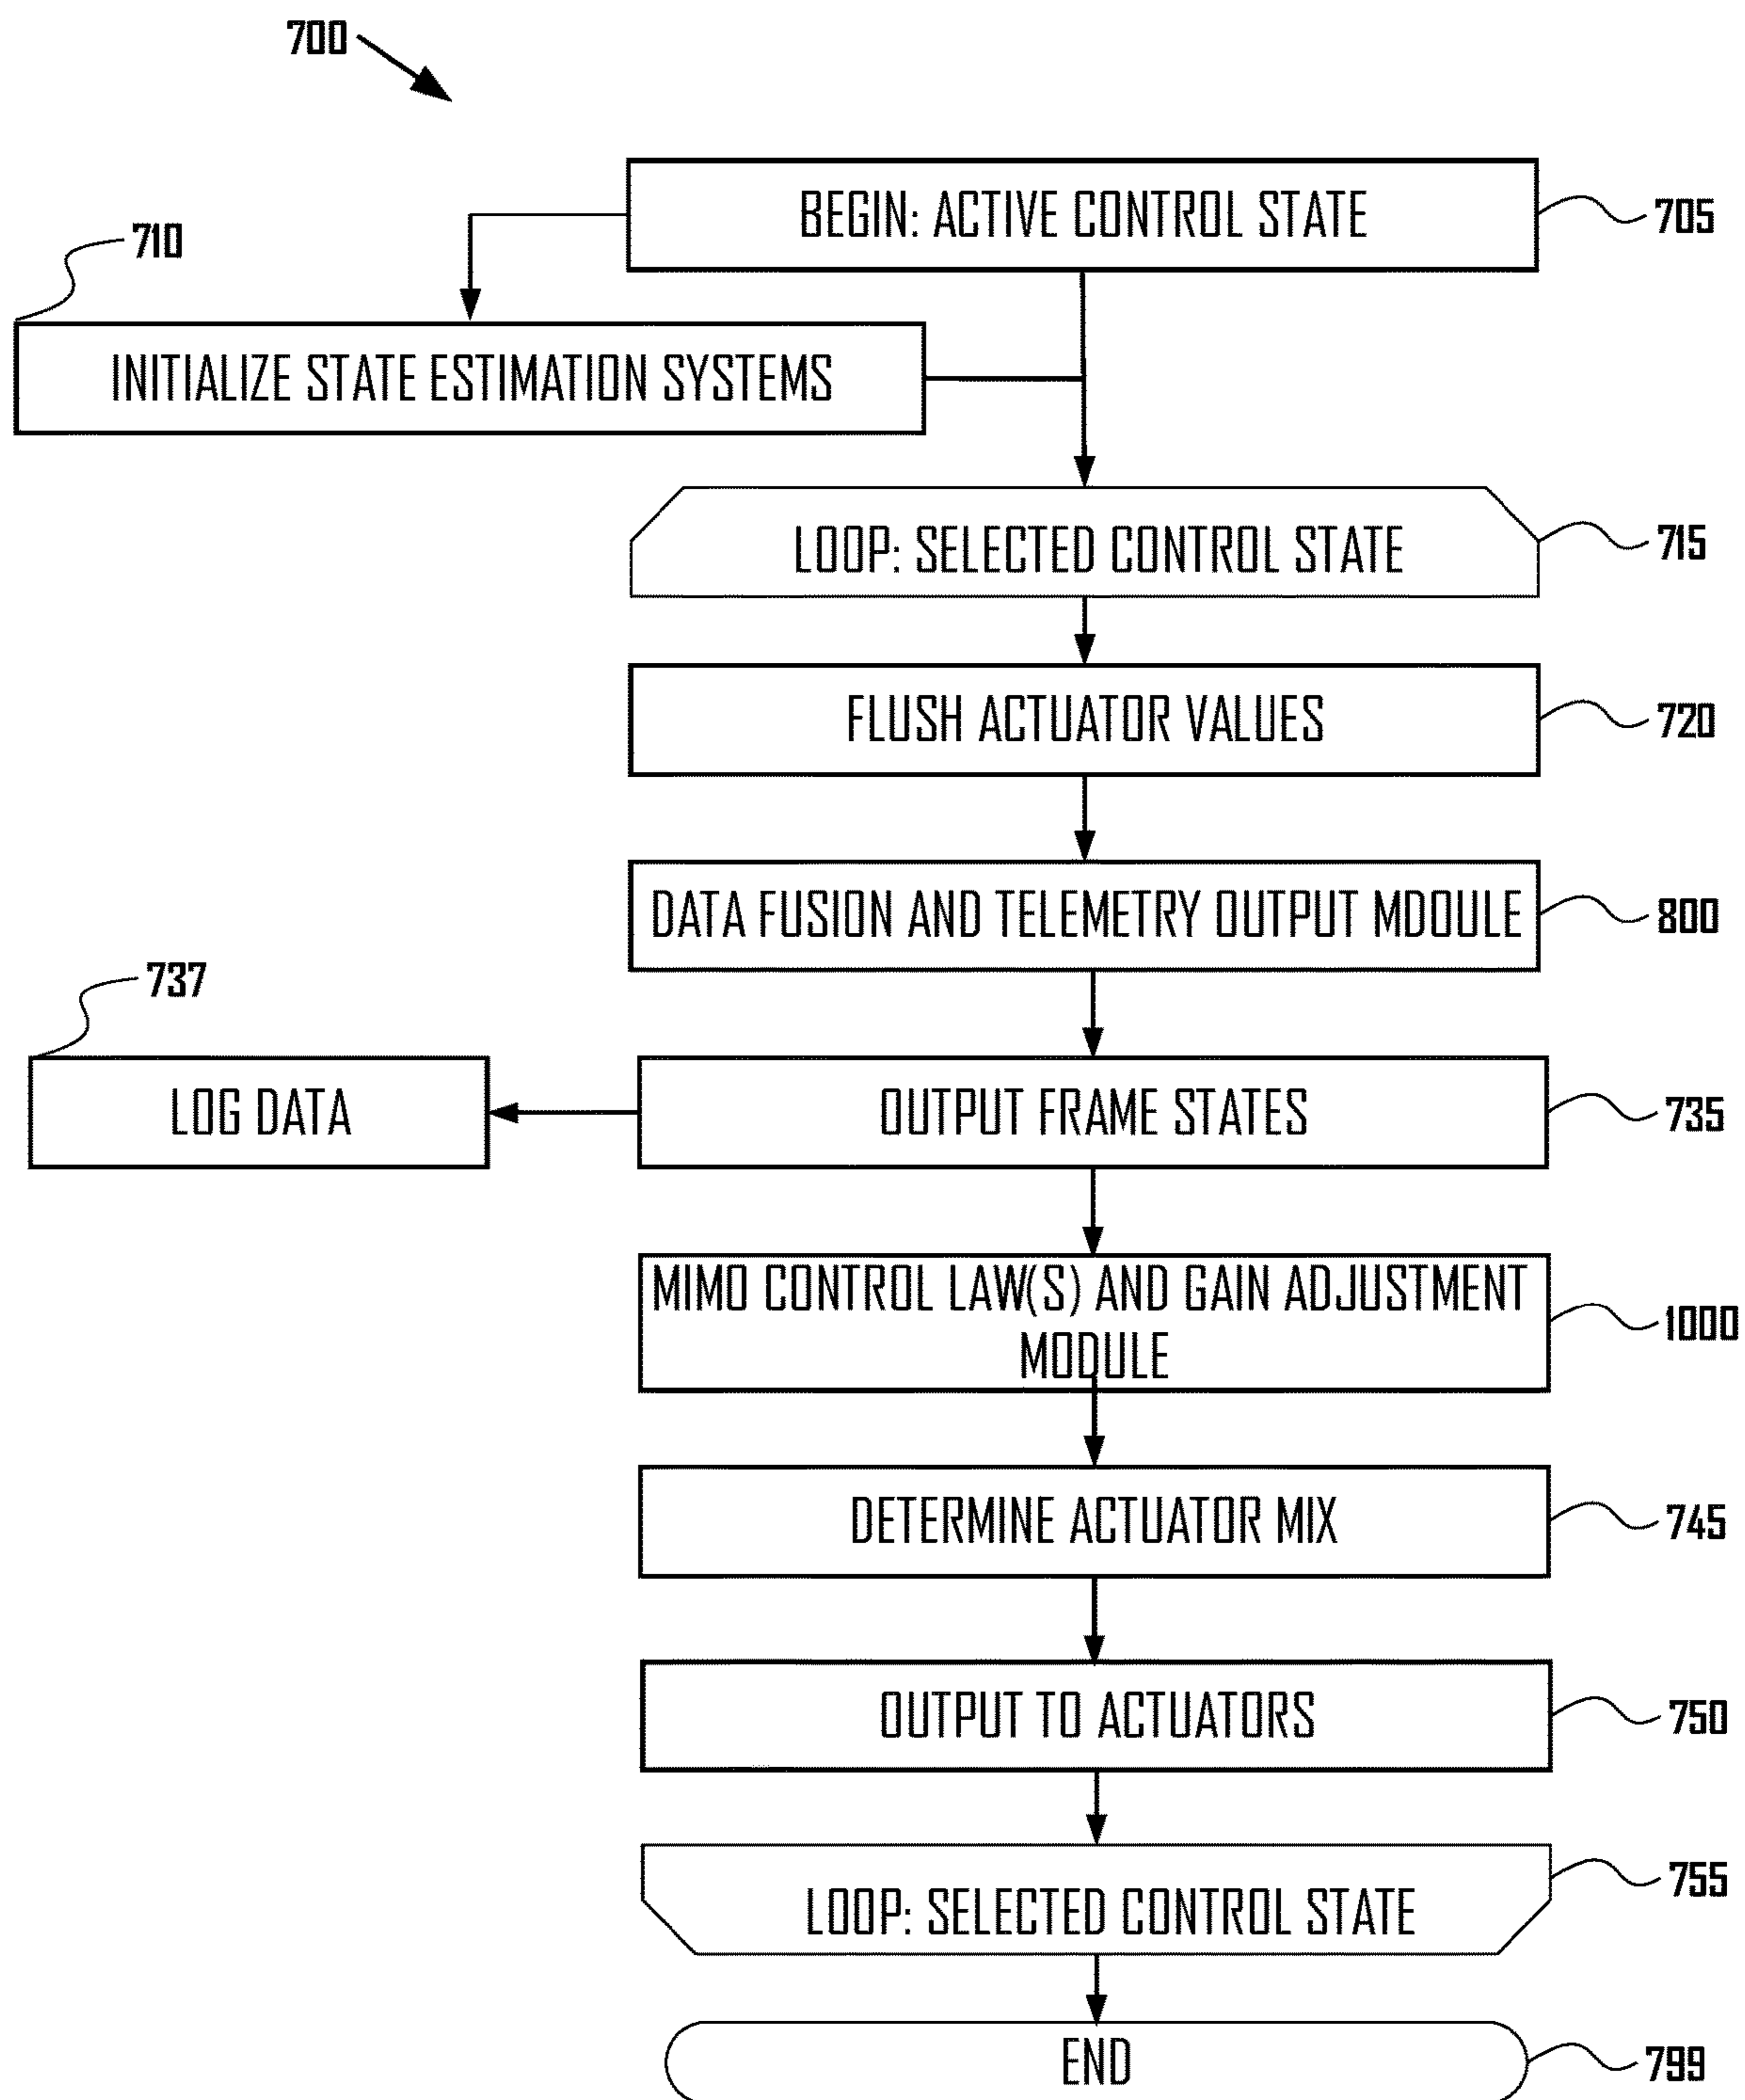 700
BEGIN: ACTIVE CONTROL STATE
705
710
INITIALIZE STATE ESTIMATION SYSTEMS
LOOP: SELECTED CONTROL STATE
715
FLUSH ACTUATOR VALUES
720
DATA FUSION AND TELEMETRY OUTPUT MDOULE
800
737
LOG DATA
OUTPUT FRAME STATES
735
MIMO CONTROL LAW(S) AND GAIN ADJUSTMENT
MODULE
1000
DETERMINE ACTUATOR MIX
745
OUTPUT TO ACTUATORS
750
LOOP: SELECTED CONTROL STATE
755
END
799